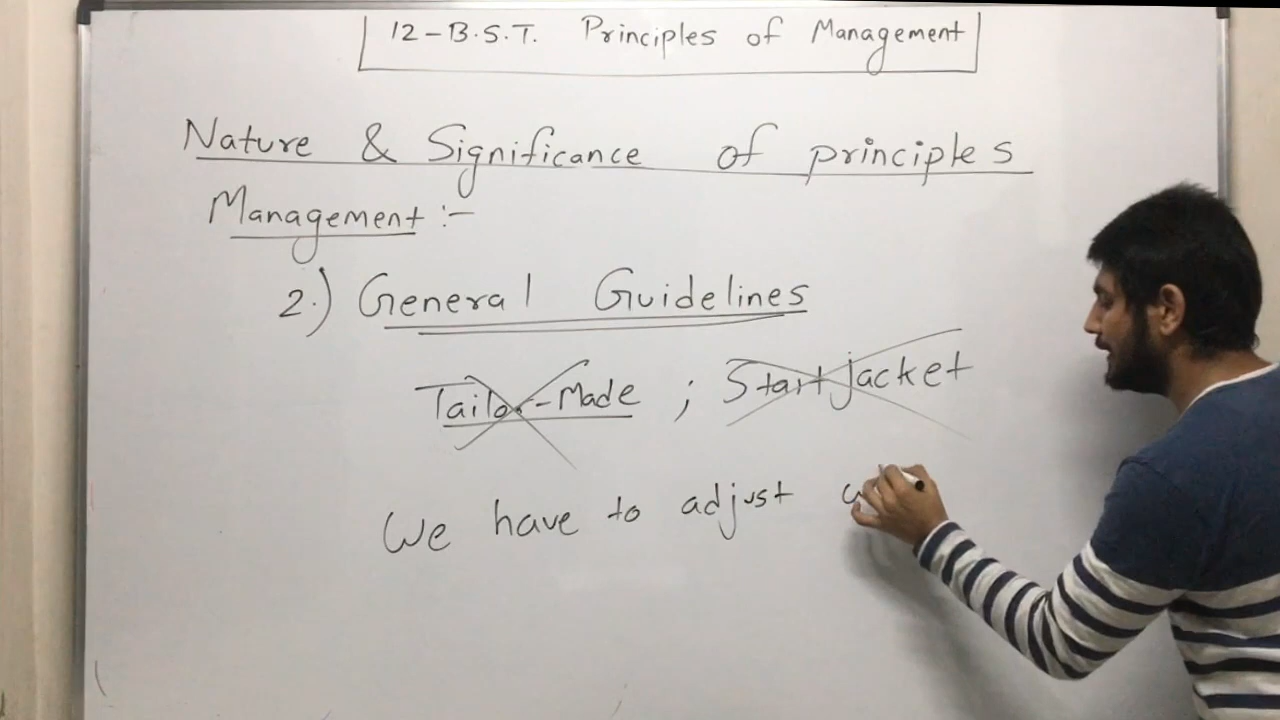 12-B.S.T. Principles of Management
Nature & Significance of principles
Management :-
2.) General Guidelines
Tailor-Made ; Start jacket
We have to adjust